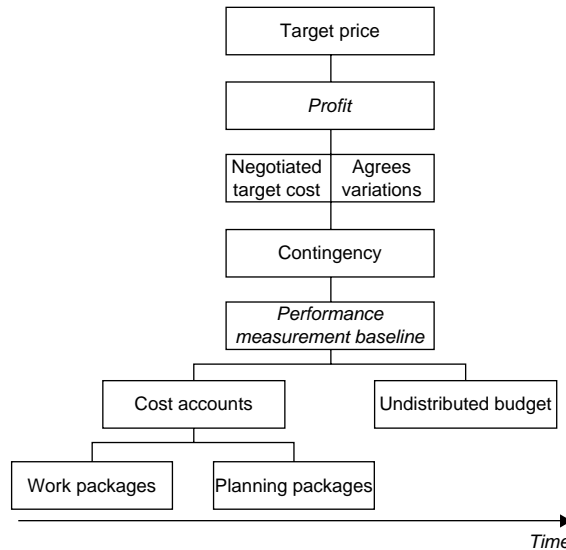 Target price
Profit
Negotiated
target cost
Agrees
variations
Contingency
Performance
measurement baseline
Cost accounts
Undistributed budget
Work packages
Planning packages
Time